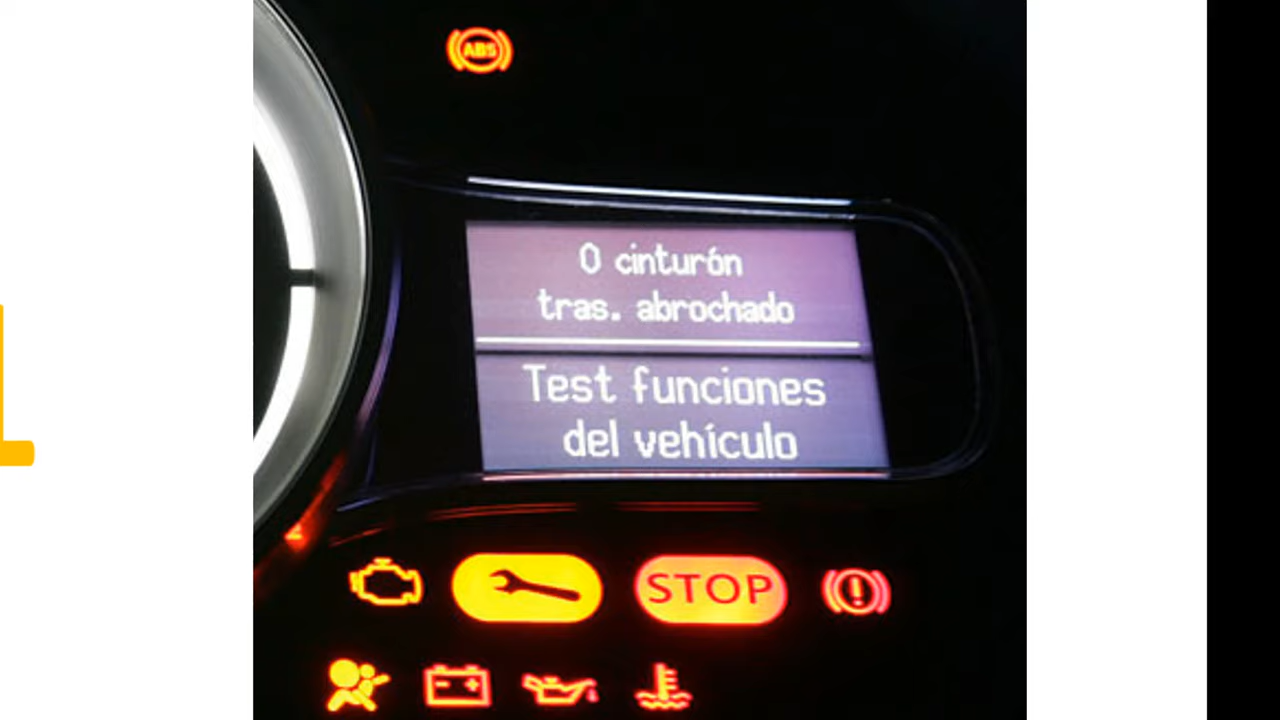 ABS
0 cinturón
tras. abrochado
Test funciones
del vehículo
STOP